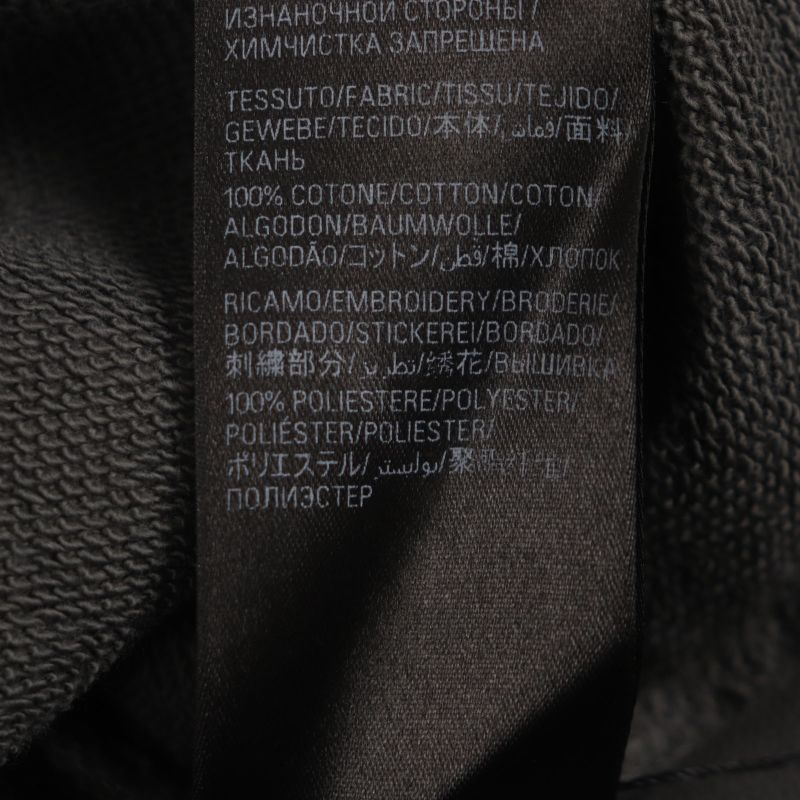 ИЗНАНОЧНОЙ СТОРОНЫ/
ХИМЧИСТКА ЗАПРЕЩЕНА
TESSUTO/FABRIC/TISSU/TEJIDO/
GEWEBE/TECIDO/本体/قماش/面料/
ТКАНЬ
100% COTONE/COTTON/COTON/
ALGODON/BAUMWOLLE/
ALGODÃO/コットン/قطن/棉/ХЛОПОК
RICAMO/EMBROIDERY/BRODERIE/
BORDADO/STICKEREI/BORDADO/
刺繍部分/تطريز/绣花/ВЫШИВКА
100% POLIESTERE/POLYESTER/
POLIÉSTER/POLIESTER/
ポリエステル/بوليستر/
ПОЛИЭСТЕР